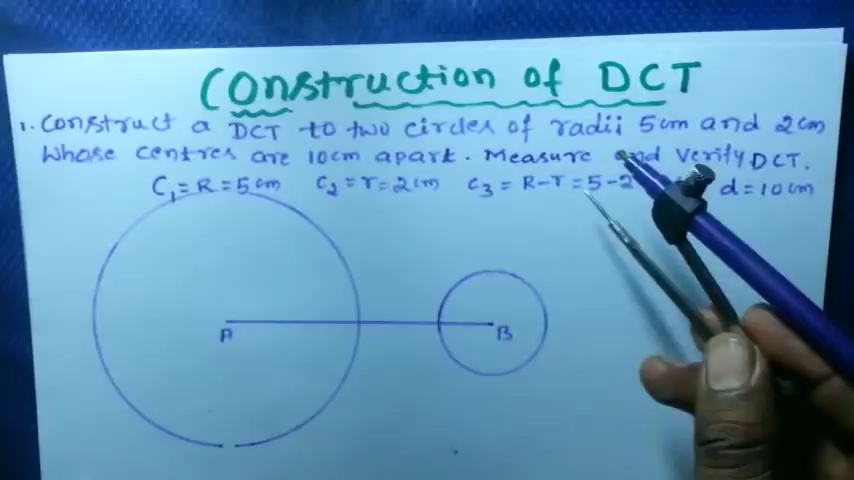 Construction of DCT
1. Construct a DCT to two circles of radii 5cm and 2cm
whose centres are 10cm apart. Measure and verify DCT.
C₁ = R = 5cm C₂ = r = 2cm C₃ = R-r = 5-2 d = 10cm
A B